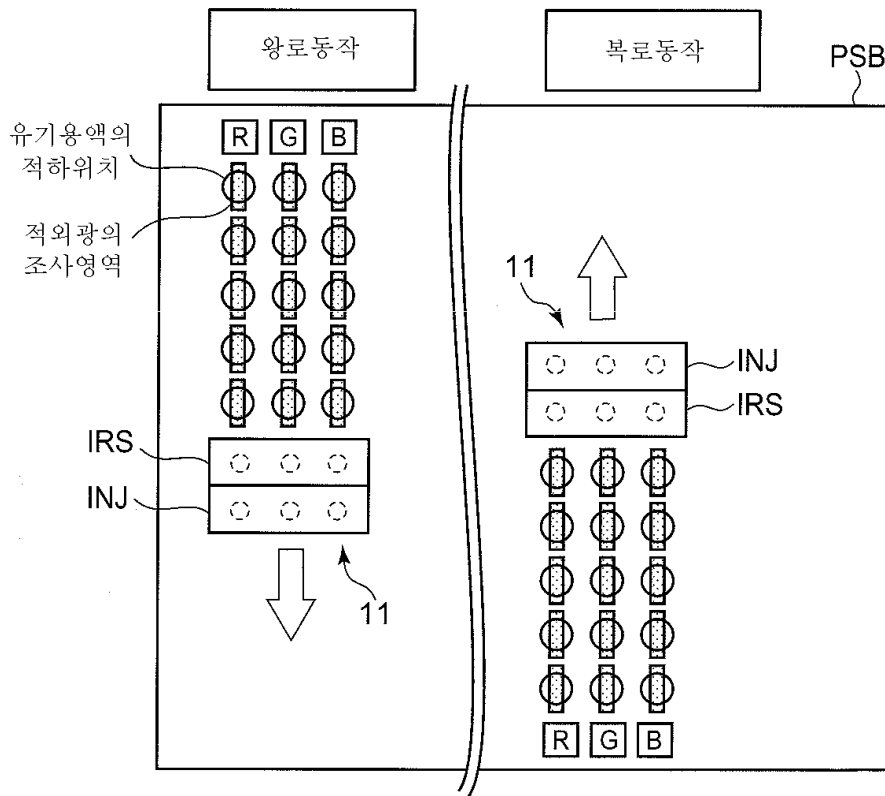 왕로동작
복로동작
PSB
R G B
유기용액의
적하위치
적외광의
조사영역
11
INJ
IRS
IRS
INJ
11
R G B